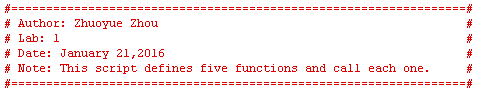 #=================================================================#
# Author: Zhuoyue Zhou #
# Lab: 1 #
# Date: January 21,2016 #
# Note: This script defines five functions and call each one. #
#=================================================================#